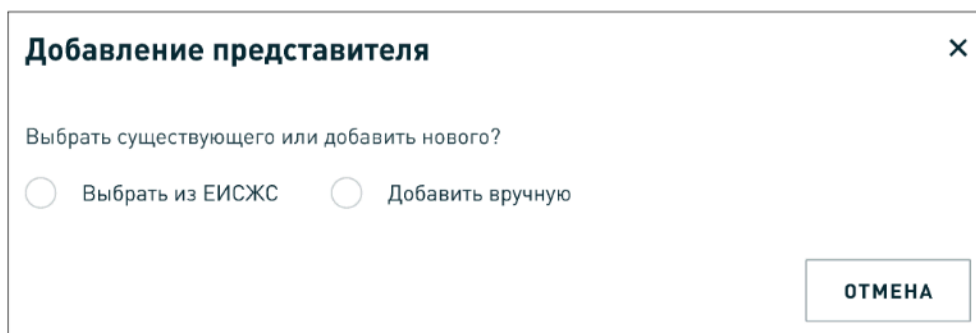 Добавление представителя
Выбрать существующего или добавить нового?
Выбрать из ЕИСЖС Добавить вручную
ОТМЕНА